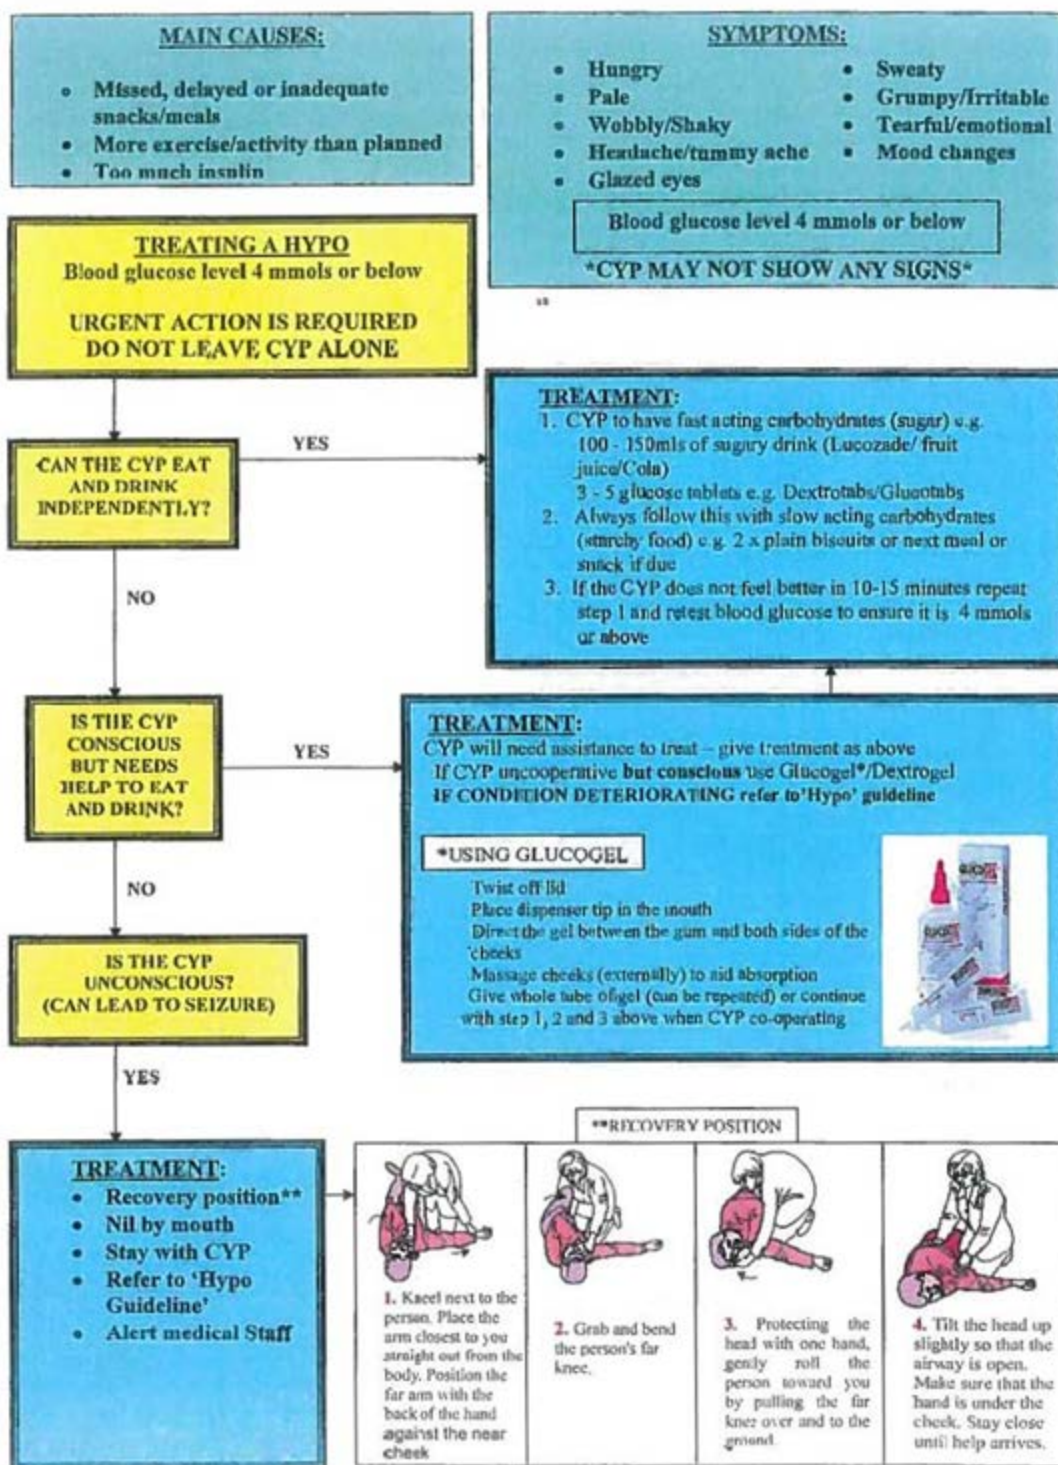 MAIN CAUSES:
• Missed, delayed or inadequate
snacks/meals
• More exercise/activity than planned
• Too much insulin
SYMPTOMS:
• Hungry
• Pale
• Wobbly/Shaky
• Headache/tummy ache
• Glazed eyes
• Sweaty
• Grumpy/Irritable
• Tearful/emotional
• Mood changes
Blood glucose level 4 mmols or below
*CYP MAY NOT SHOW ANY SIGNS*
TREATING A HYPO
Blood glucose level 4 mmols or below
URGENT ACTION IS REQUIRED
DO NOT LEAVE CYP ALONE
CAN THE CYP EAT
AND DRINK
INDEPENDENTLY?
YES
TREATMENT:
1. CYP to have fast acting carbohydrates (sugar) e.g.
100 - 150mls of sugary drink (Lucozade/ fruit
juice/Cola)
3 - 5 glucose tablets e.g. Dextrotabs/Glucotabs
2. Always follow this with slow acting carbohydrates
(starchy food) e.g. 2 x plain biscuits or next meal or
snack if due
3. If the CYP does not feel better in 10-15 minutes repeat
step 1 and retest blood glucose to ensure it is 4 mmols
or above
NO
IS THE CYP
CONSCIOUS
BUT NEEDS
HELP TO EAT
AND DRINK?
YES
TREATMENT:
CYP will need assistance to treat – give treatment as above
If CYP uncooperative but conscious use Glucogel*/Dextrogel
IF CONDITION DETERIORATING refer to'Hypo' guideline
*USING GLUCOGEL
Twist off lid
Place dispenser tip in the mouth
Direct the gel between the gum and both sides of the
cheeks
Massage cheeks (externally) to aid absorption
Give whole tube of gel (can be repeated) or continue
with step 1, 2 and 3 above when CYP co-operating
NO
IS THE CYP
UNCONSCIOUS?
(CAN LEAD TO SEIZURE)
YES
TREATMENT:
• Recovery position**
• Nil by mouth
• Stay with CYP
• Refer to 'Hypo
Guideline'
• Alert medical Staff
**RECOVERY POSITION
1. Kneel next to the
person. Place the
arm closest to you
straight out from the
body. Position the
far arm with the
back of the hand
against the near
cheek
2. Grab and bend
the person's far
knee.
3. Protecting the
head with one hand,
gently roll the
person toward you
by pulling the far
knee over and to the
ground.
4. Tilt the head up
slightly so that the
airway is open.
Make sure that the
hand is under the
cheek. Stay close
until help arrives.